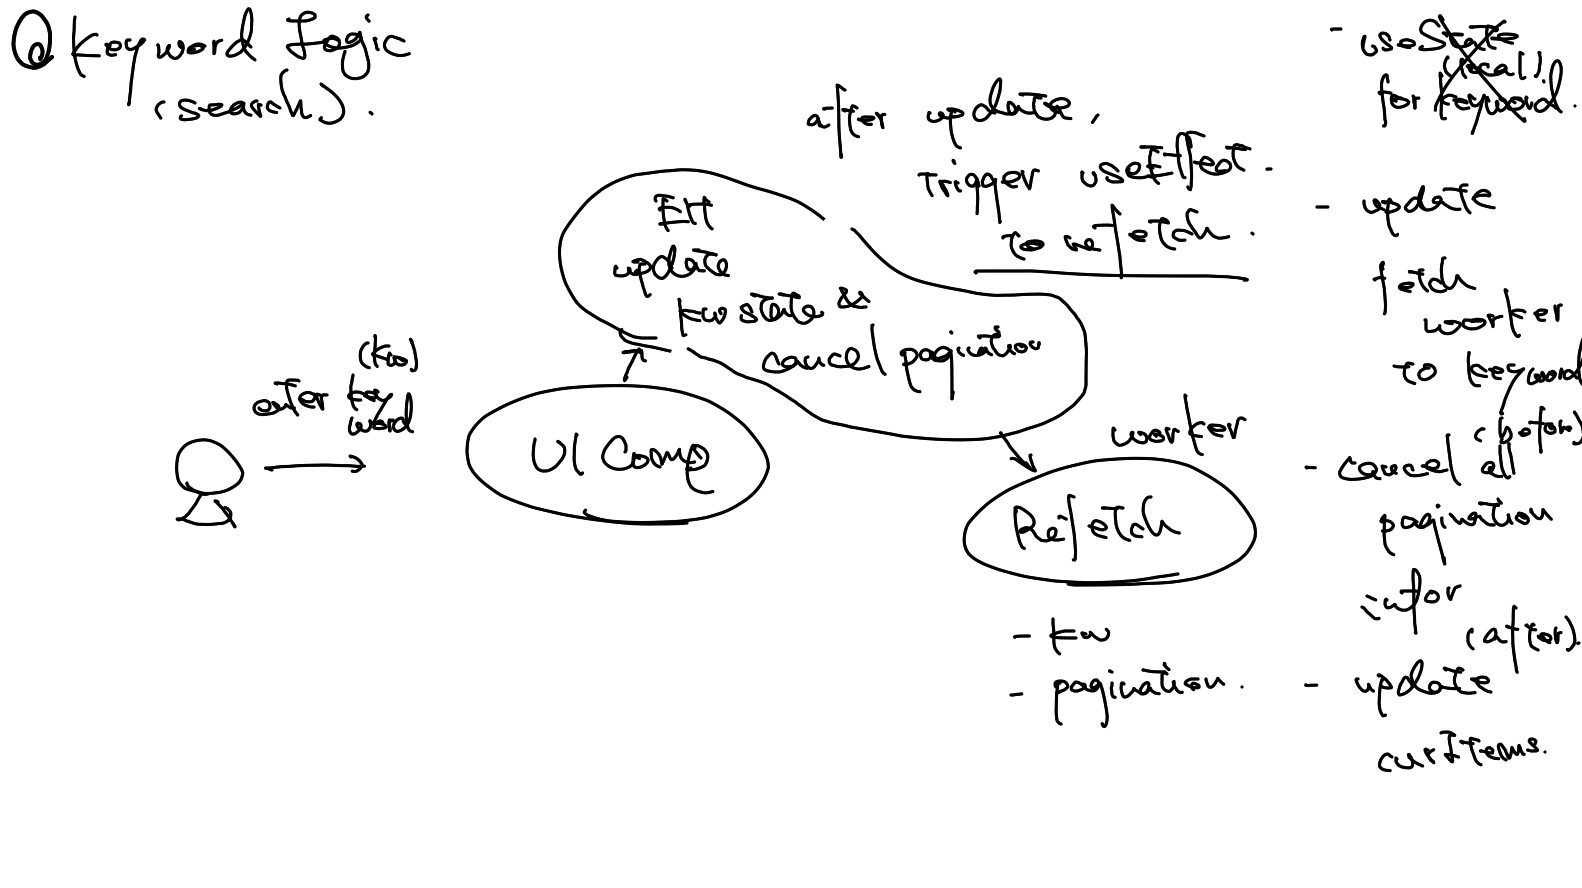 Q Keyword Logic
(search).
after update,
trigger useEffect.
to refetch.
EH
update
kw state &&
cancel pagination
(kw)
enter key
word
UI Comp
worker
Refetch
- kw
- pagination.
- useState
(local)
for keyword.
- update
fetch
worker
to keyword
(before)
- cancel all
pagination
infor
(after).
- update
curItems.